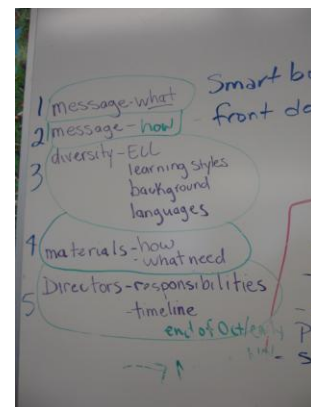 1 message-what
2 message-how
3 diversity-ELL
learning styles
background
languages
4 materials-how
-what need
5 Directors-responsibilities
-timeline
end of Oct/early
Smart
front